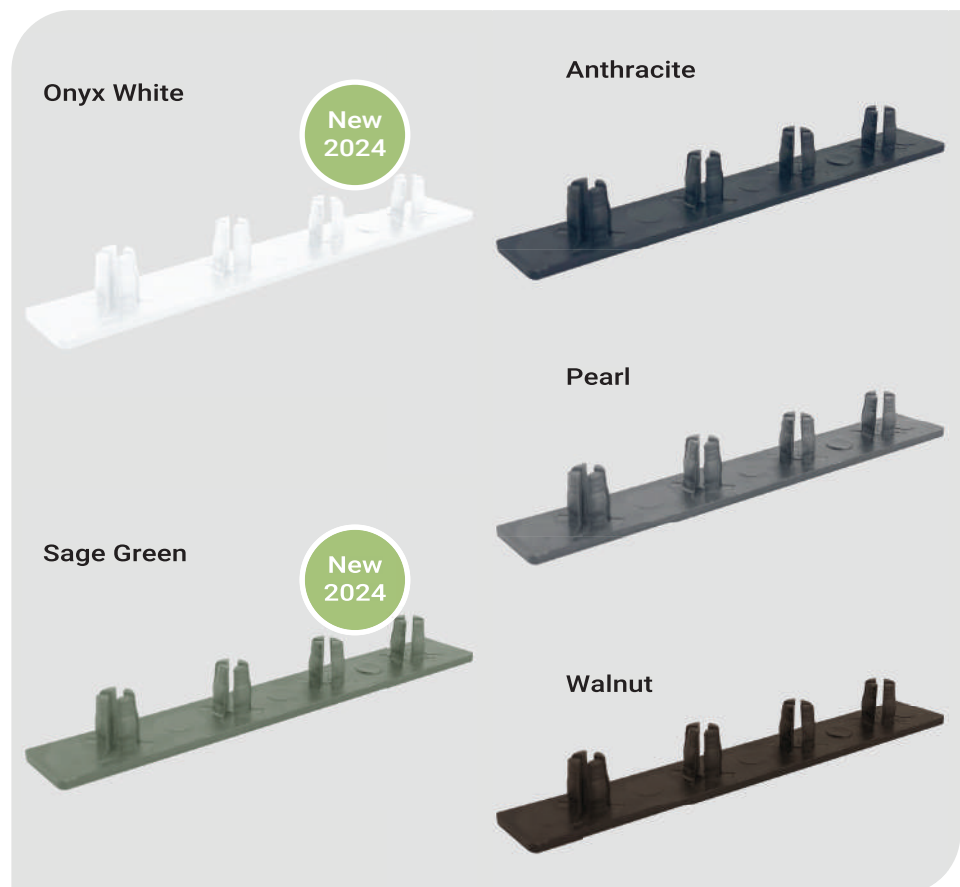 Onyx White
New
2024
Sage Green
New
2024
Anthracite
Pearl
Walnut